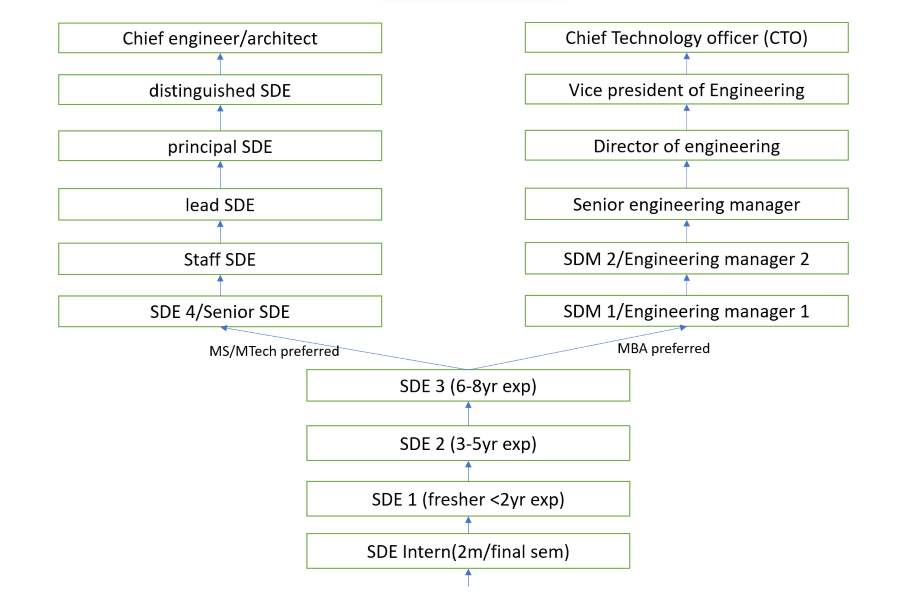 Chief engineer/architect
distinguished SDE
principal SDE
lead SDE
Staff SDE
SDE 4/Senior SDE
MS/MTech preferred
Chief Technology officer (CTO)
Vice president of Engineering
Director of engineering
Senior engineering manager
SDM 2/Engineering manager 2
SDM 1/Engineering manager 1
MBA preferred
SDE 3 (6-8yr exp)
SDE 2 (3-5yr exp)
SDE 1 (fresher <2yr exp)
SDE Intern(2m/final sem)